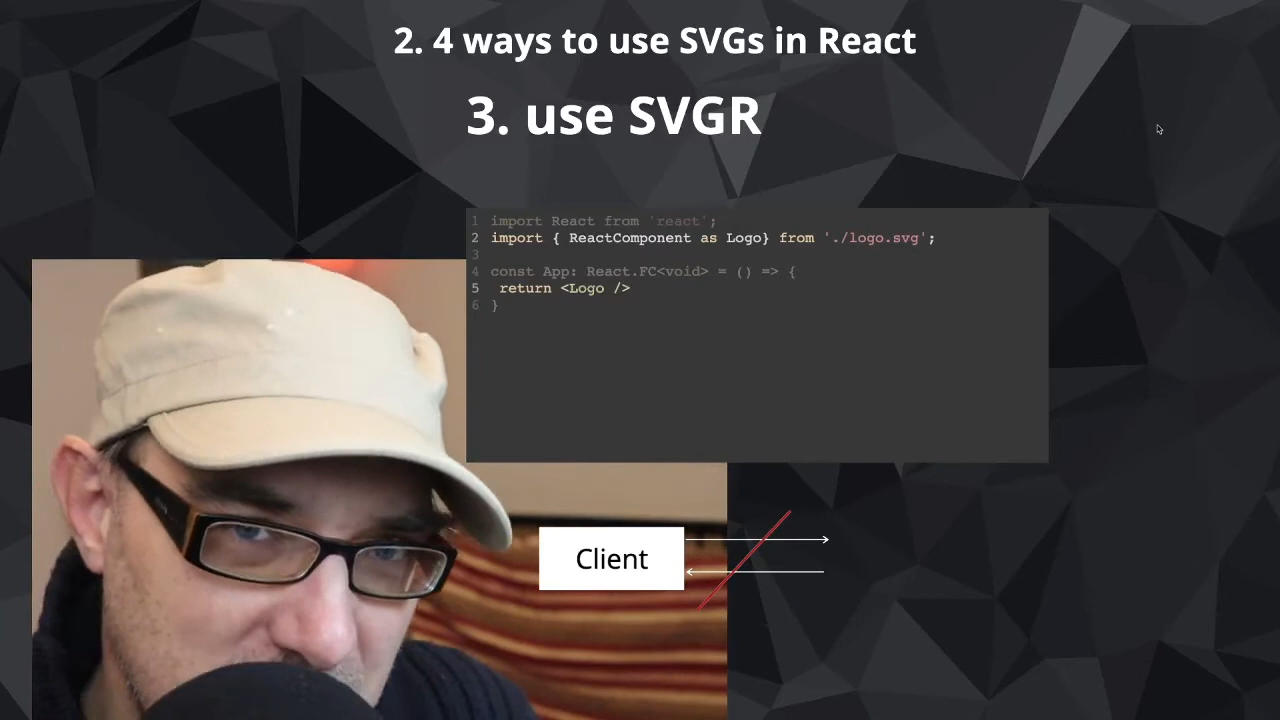 2. 4 ways to use SVGs in React
3. use SVGR
1 import React from 'react';
2 import { ReactComponent as Logo} from './logo.svg';
3
4 const App: React.FC<void> = () => {
5 return <Logo />
6 }
Client